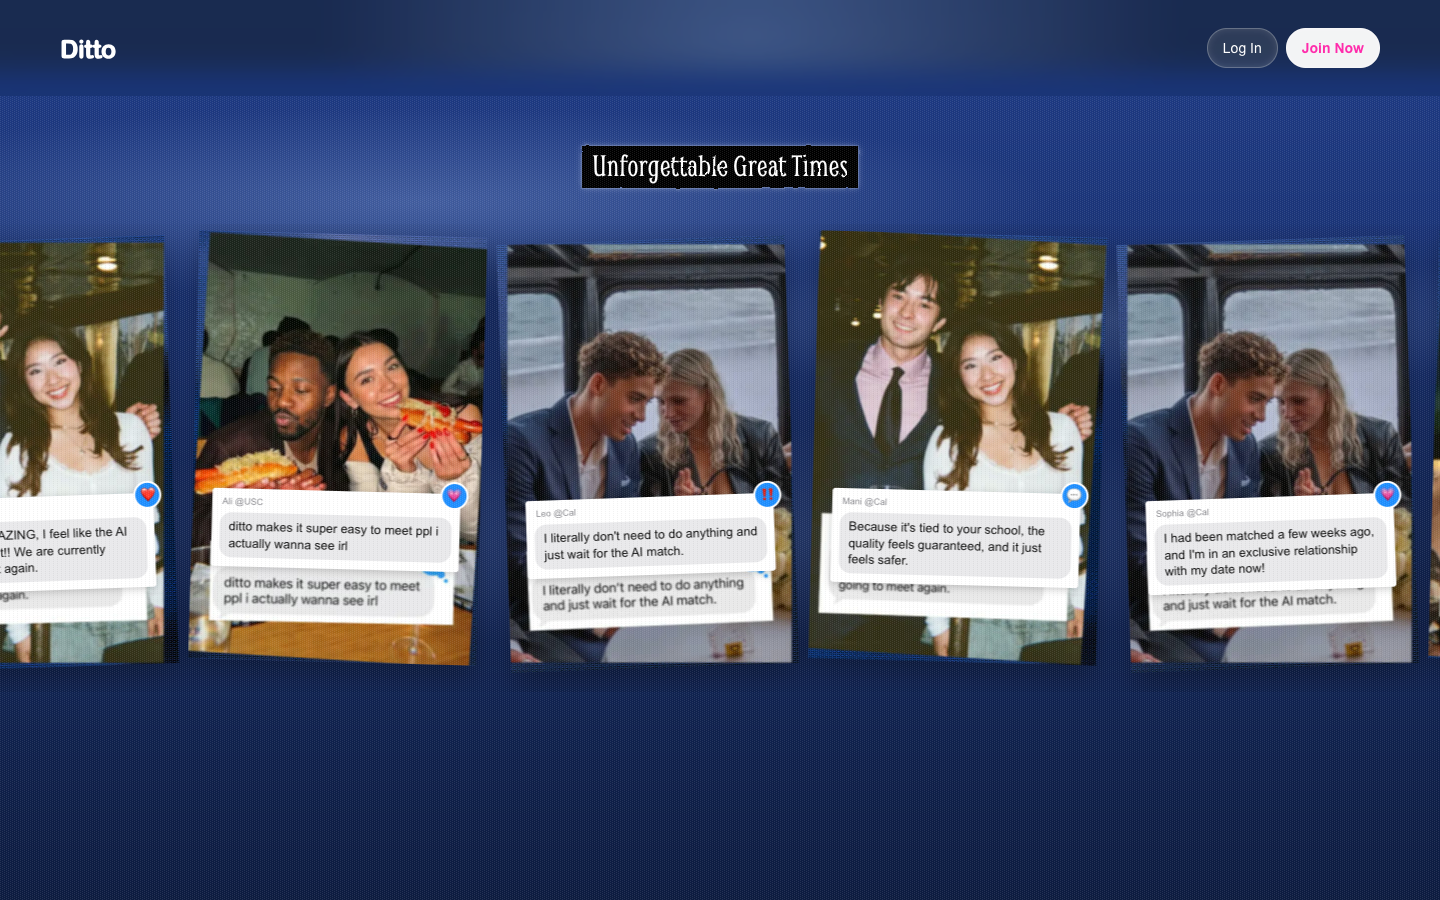 Ditto
Log In
Join Now
Unforgettable Great Times
AZING, I feel like the AI
t!! We are currently
again.
again.
Ali @USC
ditto makes it super easy to meet ppl i
actually wanna see irl
ditto makes it super easy to meet
ppl i actually wanna see irl
Leo @Cal
I literally don't need to do anything and
just wait for the AI match.
I literally don't need to do anything
and just wait for the AI match.
Mani @Cal
Because it's tied to your school, the
quality feels guaranteed, and it just
feels safer.
going to meet again.
Sophia @Cal
I had been matched a few weeks ago,
and I'm in an exclusive relationship
with my date now!
and just wait for the AI match.